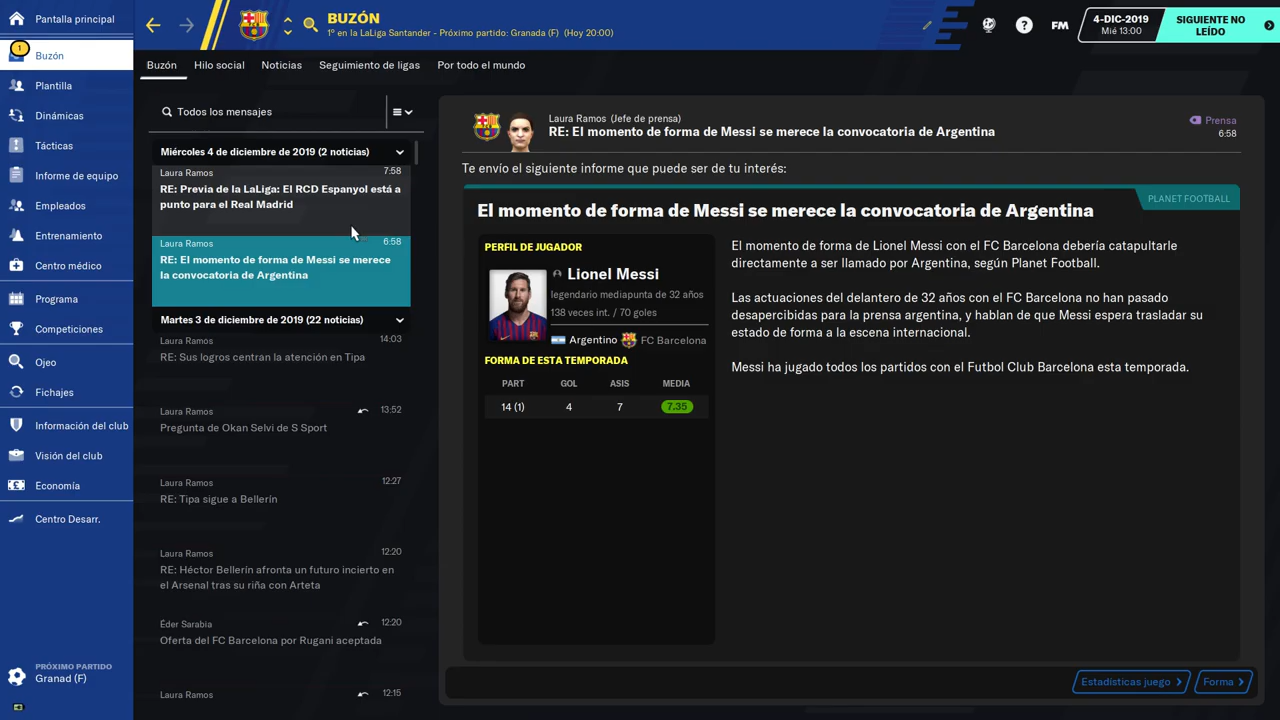 Pantalla principal
1
Buzón
Plantilla
Dinámicas
Tácticas
Informe de equipo
Empleados
Entrenamiento
Centro médico
Programa
Competiciones
Ojeo
Fichajes
Información del club
Visión del club
Economía
Centro Desarr.
PRÓXIMO PARTIDO
Granad (F)
BUZÓN
1º en la LaLiga Santander - Próximo partido: Granada (F) (Hoy 20:00)
?
FM
4-DIC-2019
Mié 13:00
SIGUIENTE NO
LEÍDO
Buzón
Hilo social
Noticias
Seguimiento de ligas
Por todo el mundo
Todos los mensajes
Miércoles 4 de diciembre de 2019 (2 noticias)
Laura Ramos 7:58
RE: Previa de la LaLiga: El RCD Espanyol está a
punto para el Real Madrid
Laura Ramos 6:58
RE: El momento de forma de Messi se merece
la convocatoria de Argentina
Martes 3 de diciembre de 2019 (22 noticias)
Laura Ramos 14:03
RE: Sus logros centran la atención en Tipa
Laura Ramos 13:52
Pregunta de Okan Selvi de S Sport
Laura Ramos 12:27
RE: Tipa sigue a Bellerín
Laura Ramos 12:20
RE: Héctor Bellerín afronta un futuro incierto en
el Arsenal tras su riña con Arteta
Éder Sarabia 12:20
Oferta del FC Barcelona por Rugani aceptada
Laura Ramos 12:15
Laura Ramos (Jefe de prensa)
RE: El momento de forma de Messi se merece la convocatoria de Argentina
Prensa
6:58
Te envío el siguiente informe que puede ser de tu interés:
PLANET FOOTBALL
El momento de forma de Messi se merece la convocatoria de Argentina
PERFIL DE JUGADOR
Lionel Messi
legendario mediapunta de 32 años
138 veces int. / 70 goles
Argentino FC Barcelona
FORMA DE ESTA TEMPORADA
PART GOL ASIS MEDIA
14 (1) 4 7 7.35
El momento de forma de Lionel Messi con el FC Barcelona debería catapultarle
directamente a ser llamado por Argentina, según Planet Football.
Las actuaciones del delantero de 32 años con el FC Barcelona no han pasado
desapercibidas para la prensa argentina, y hablan de que Messi espera trasladar su
estado de forma a la escena internacional.
Messi ha jugado todos los partidos con el Futbol Club Barcelona esta temporada.
Estadísticas juego
Forma